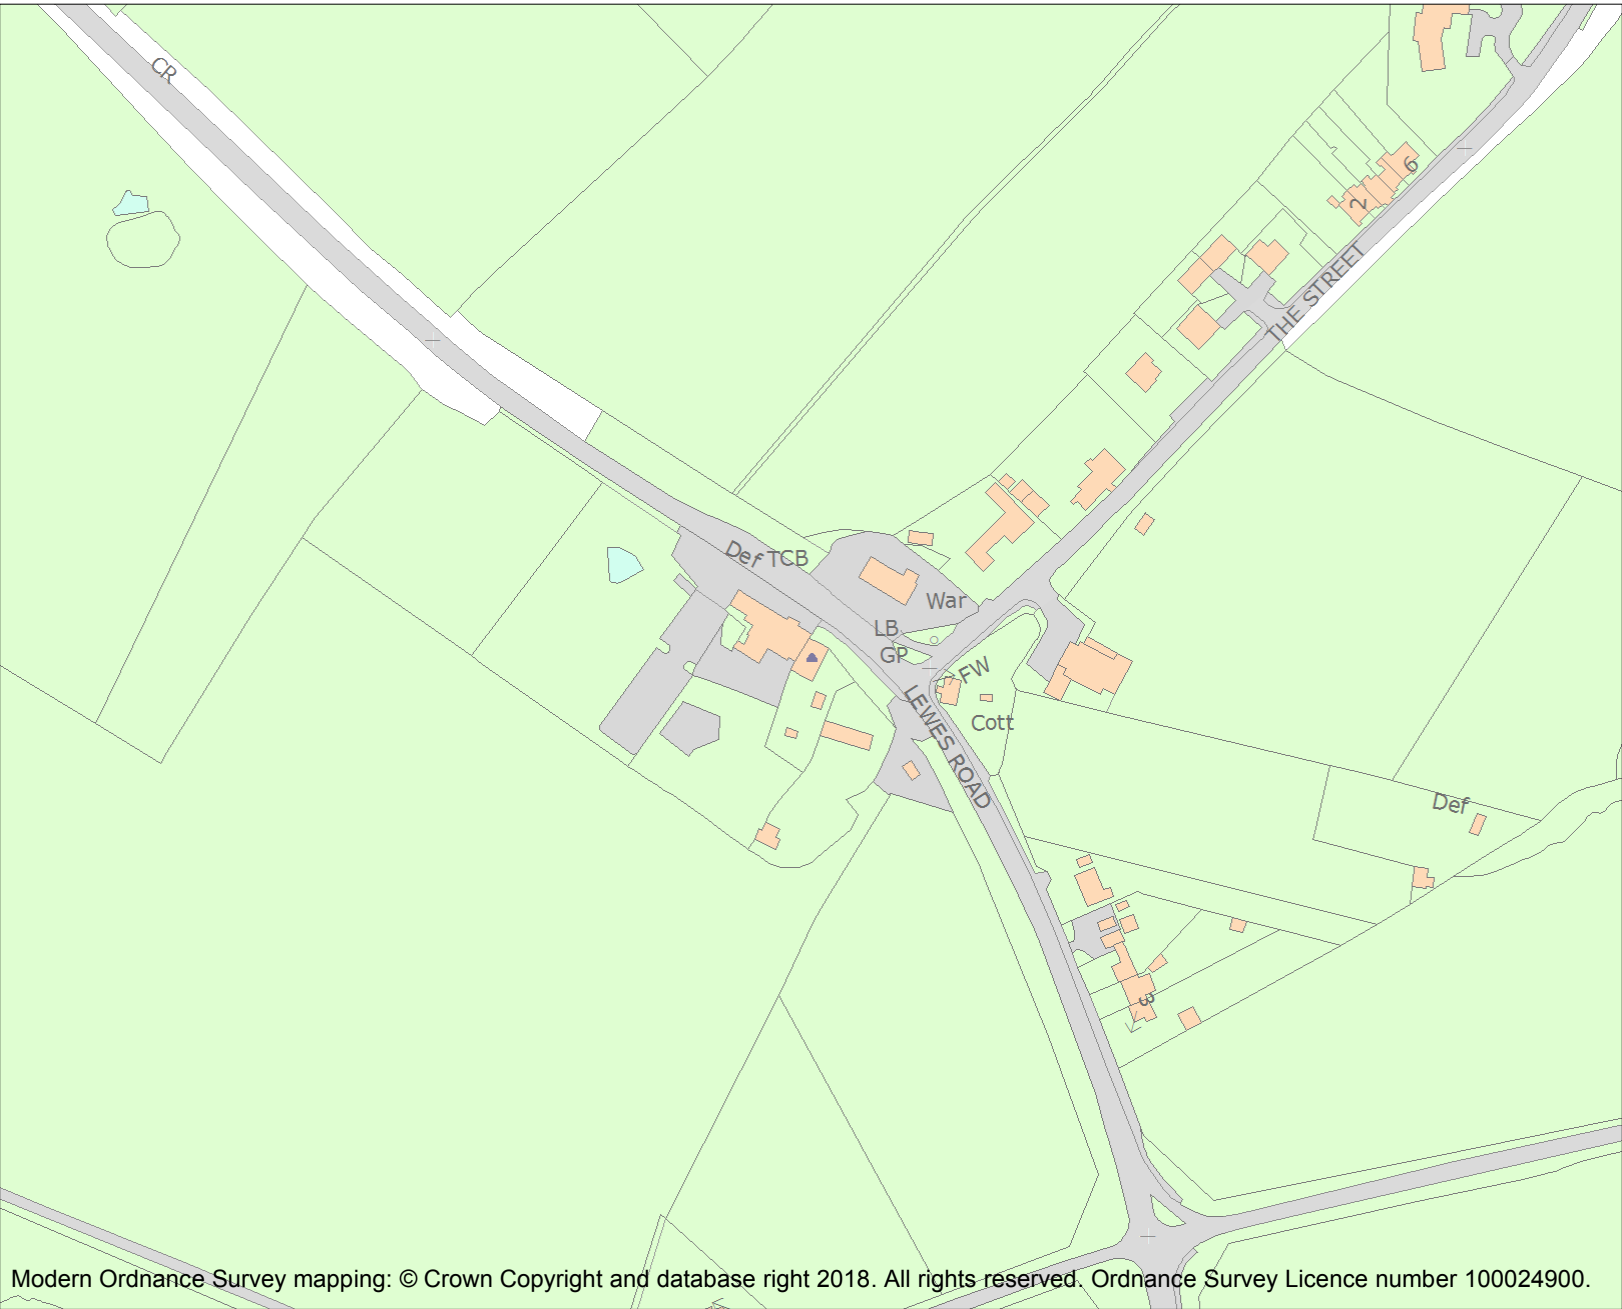 CR
6
2
THE STREET
Def TCB
War
LB
GP
FW
LEWES ROAD
Cott
Def
3
Modern Ordnance Survey mapping: © Crown Copyright and database right 2018. All rights reserved. Ordnance Survey Licence number 100024900.